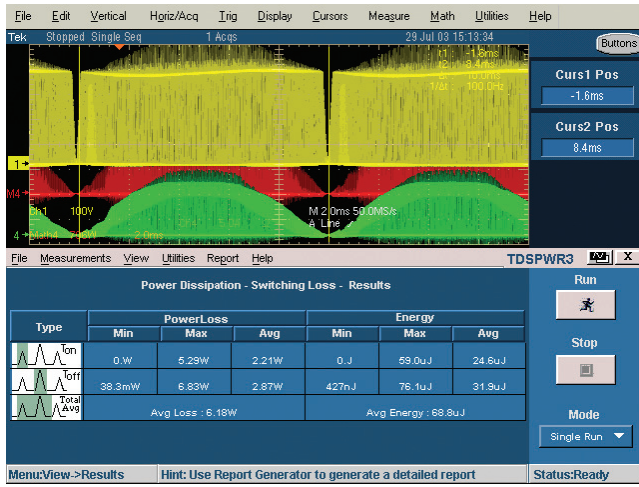 File Edit Vertical Horiz/Acq Trig Display Cursors Measure Math Utilities Help
Tek Stopped Single Seq 1 Acqs 29 Jul 03 15:13:34
Buttons
t1: -1.6ms
t2: 8.4ms
Δt: 10.0ms
1/Δt: 100.0Hz
Curs1 Pos
-1.6ms
Curs2 Pos
8.4ms
1
M4
Ch1 100V M 2.0ms 50.0MS/s
A Line
4 Math4 2.0ms
File Measurements View Utilities Report Help TDSPWR3 X
Power Dissipation - Switching Loss - Results
Run
Type PowerLoss Energy
Min Max Avg Min Max Avg
Ton 0.W 5.29W 2.21W 0.J 59.0uJ 24.6uJ
Toff 38.3mW 6.83W 2.87W 427nJ 76.1uJ 31.9uJ
Total Avg Avg Loss : 6.18W Avg Energy : 68.8uJ
Stop
Mode
Single Run
Menu:View->Results Hint: Use Report Generator to generate a detailed report Status:Ready